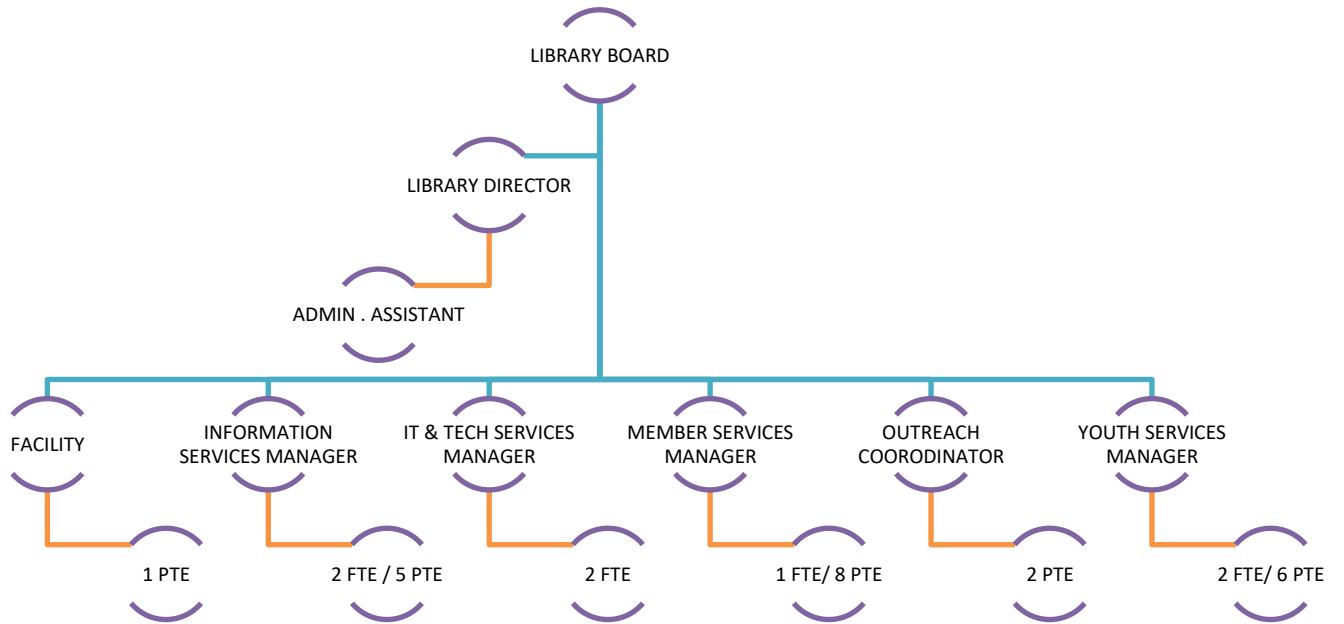 LIBRARY BOARD
LIBRARY DIRECTOR
ADMIN . ASSISTANT
FACILITY
INFORMATION
SERVICES MANAGER
IT & TECH SERVICES
MANAGER
MEMBER SERVICES
MANAGER
OUTREACH
COORODINATOR
YOUTH SERVICES
MANAGER
1 PTE
2 FTE / 5 PTE
2 FTE
1 FTE/ 8 PTE
2 PTE
2 FTE/ 6 PTE